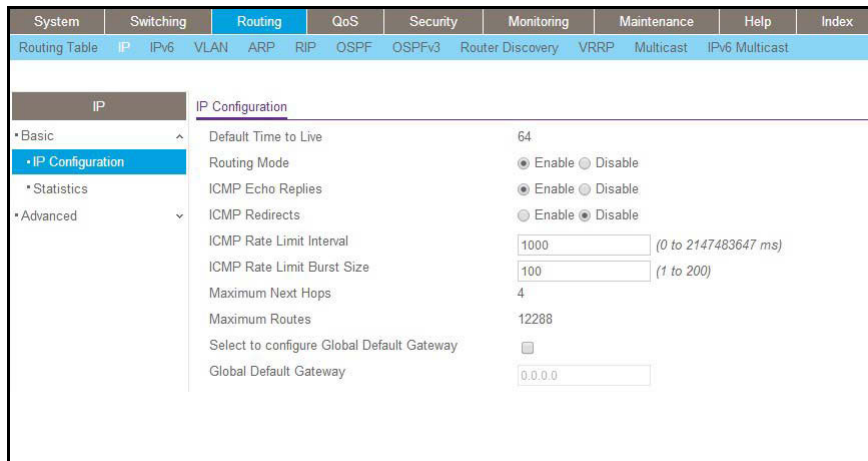 System Switching Routing QoS Security Monitoring Maintenance Help Index
Routing Table IP IPv6 VLAN ARP RIP OSPF OSPFv3 Router Discovery VRRP Multicast IPv6 Multicast
IP
Basic
IP Configuration
Statistics
Advanced
IP Configuration
Default Time to Live 64
Routing Mode Enable Disable
ICMP Echo Replies Enable Disable
ICMP Redirects Enable Disable
ICMP Rate Limit Interval 1000 (0 to 2147483647 ms)
ICMP Rate Limit Burst Size 100 (1 to 200)
Maximum Next Hops 4
Maximum Routes 12288
Select to configure Global Default Gateway
Global Default Gateway 0.0.0.0